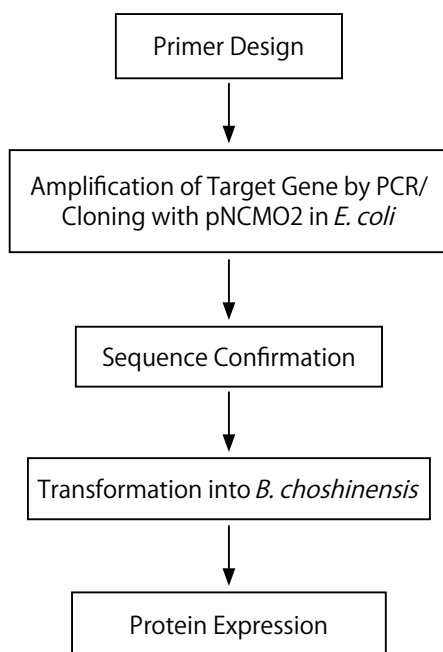 Primer Design
Amplification of Target Gene by PCR/
Cloning with pNCMO2 in E. coli
Sequence Confirmation
Transformation into B. choshinensis
Protein Expression